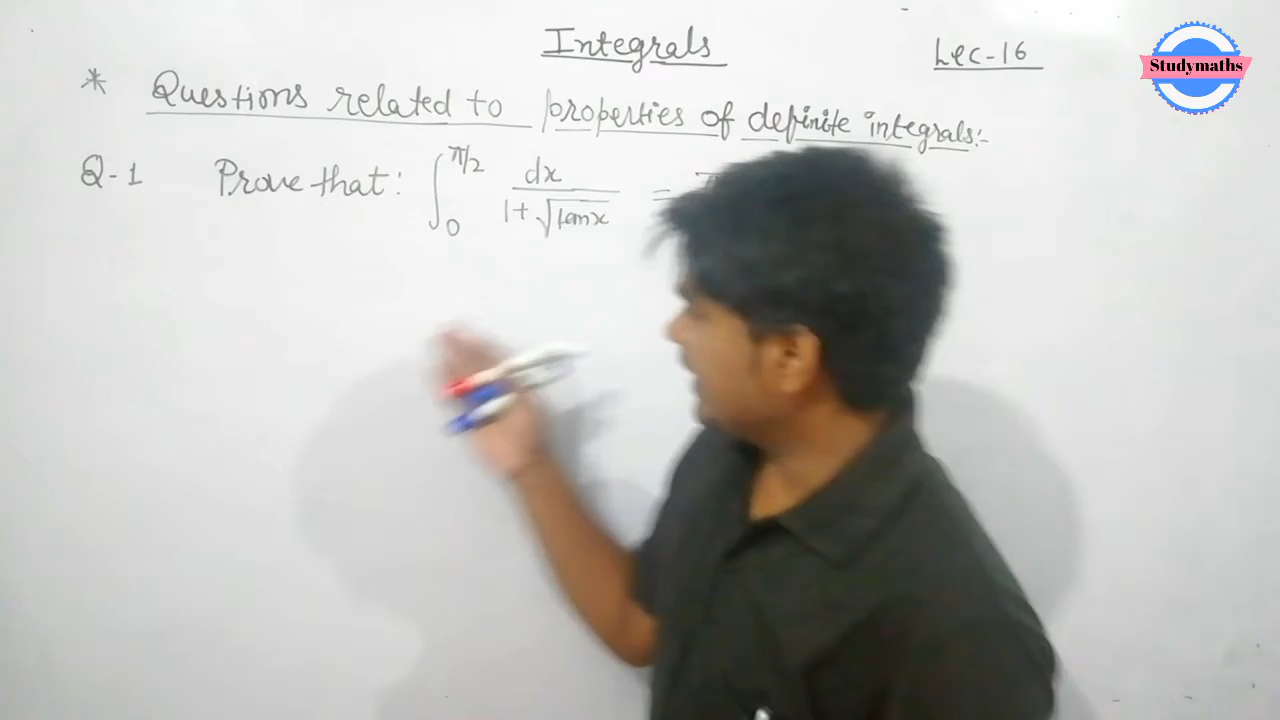 Integrals
Lec-16
Studymaths
* Questions related to properties of definite integrals:-
Q-1 Prove that: ∫₀^π/2 dx / 1+√tanx = π